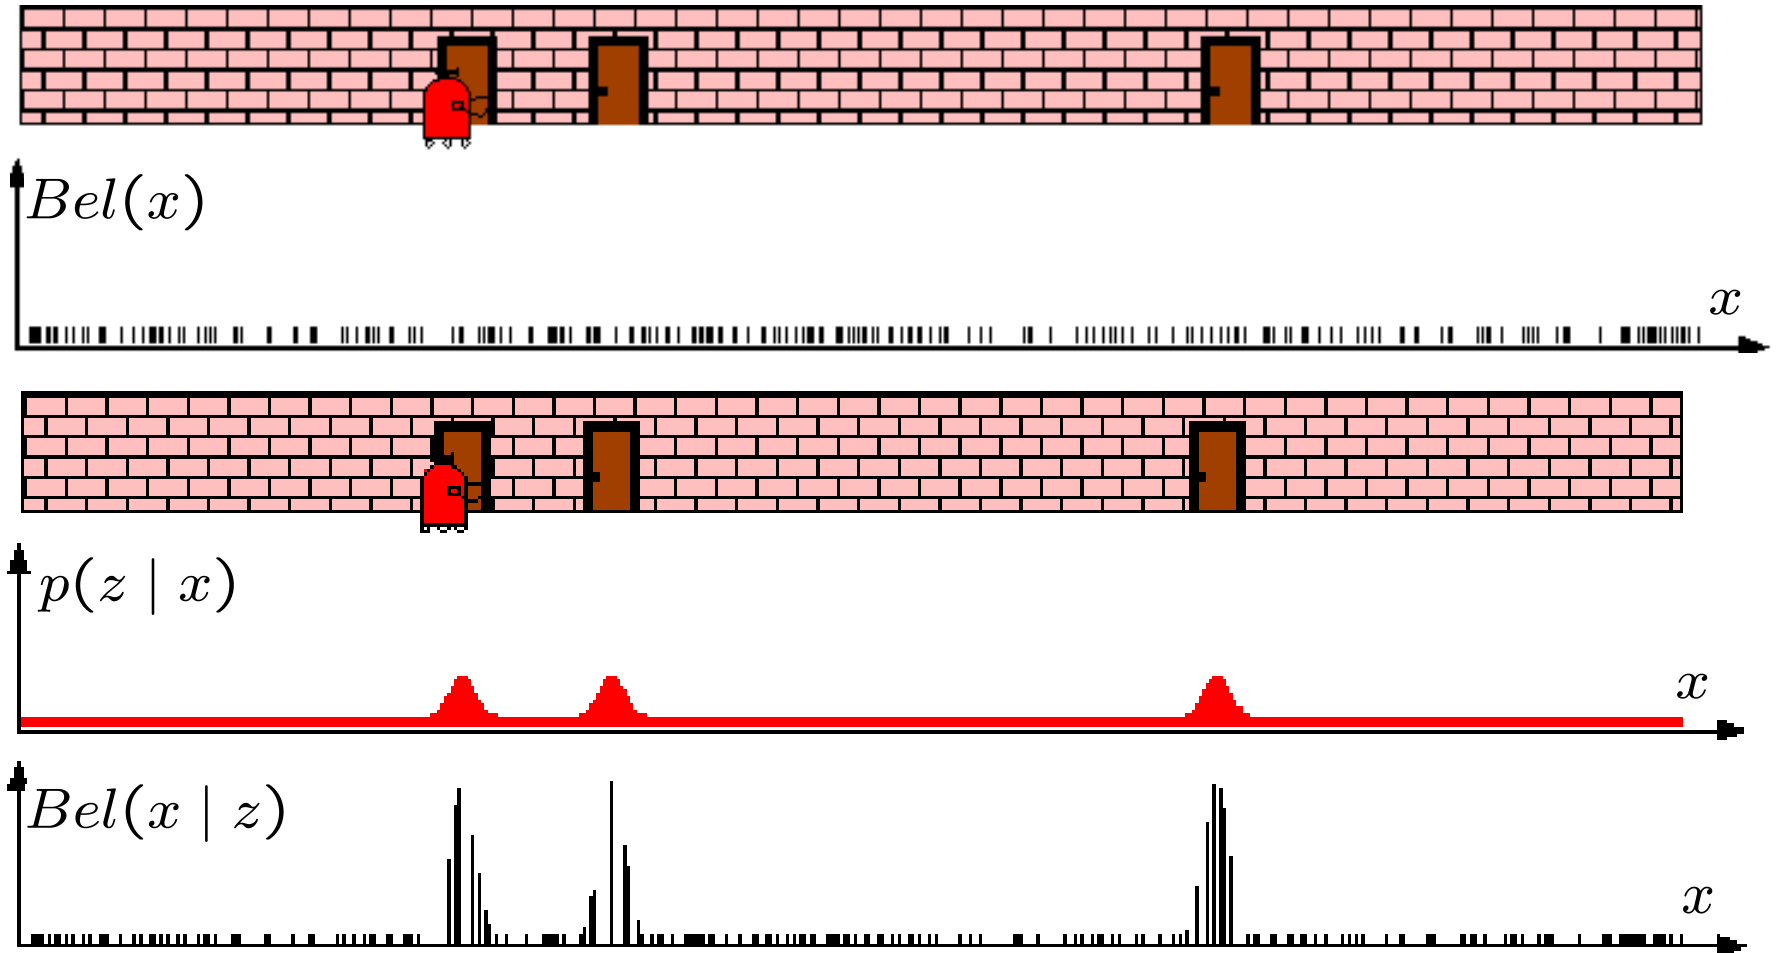 Bel(x)
x
p(z | x)
x
Bel(x | z)
x